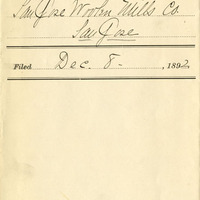 San Jose Woolen Mills Co.
San Jose
Filed Dec. 8 - , 1892.